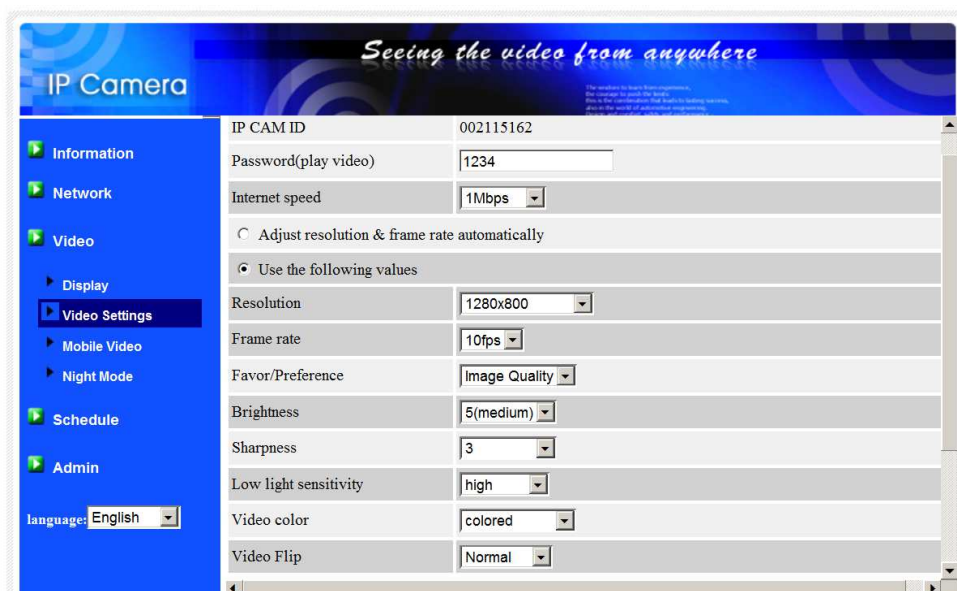 Seeing the video from anywhere
IP Camera
Information
Network
Video
Display
Video Settings
Mobile Video
Night Mode
Schedule
Admin
language: English
IP CAM ID 002115162
Password(play video) 1234
Internet speed 1Mbps
Adjust resolution & frame rate automatically
Use the following values
Resolution 1280x800
Frame rate 10fps
Favor/Preference Image Quality
Brightness 5(medium)
Sharpness 3
Low light sensitivity high
Video color colored
Video Flip Normal